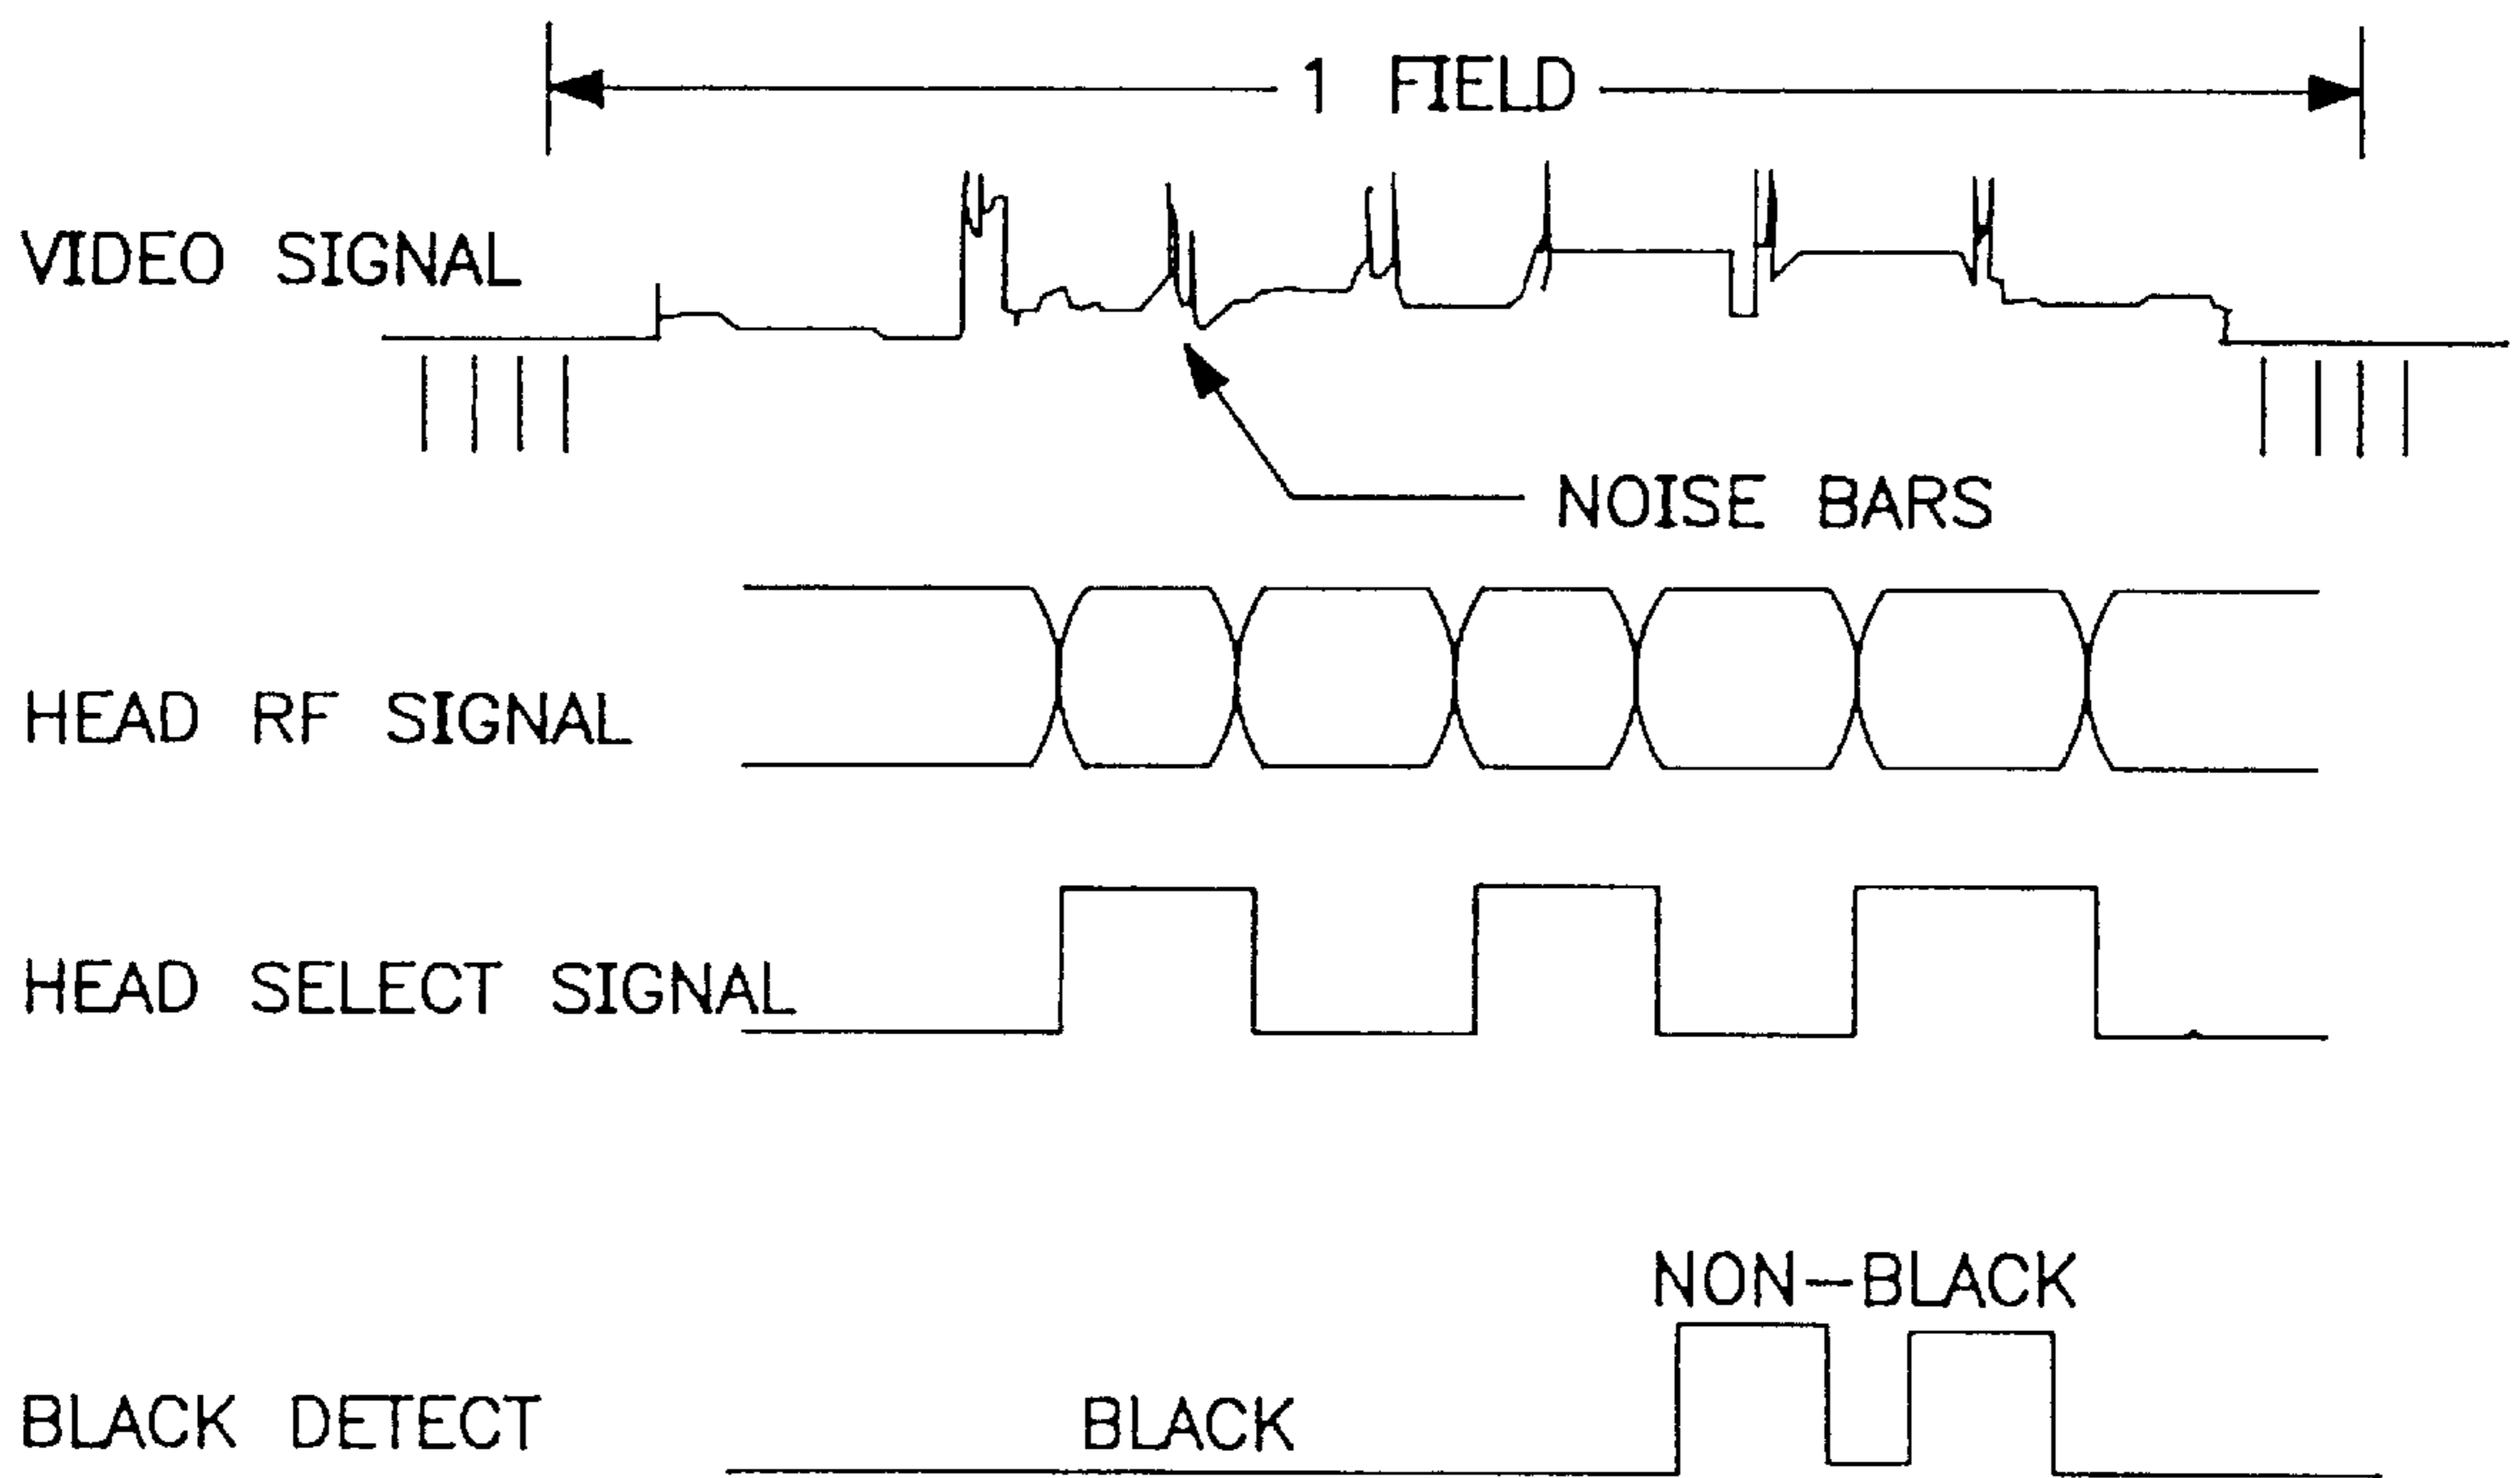 1 FIELD
VIDEO SIGNAL
NOISE BARS
HEAD RF SIGNAL
HEAD SELECT SIGNAL
NON-BLACK
BLACK DETECT
BLACK